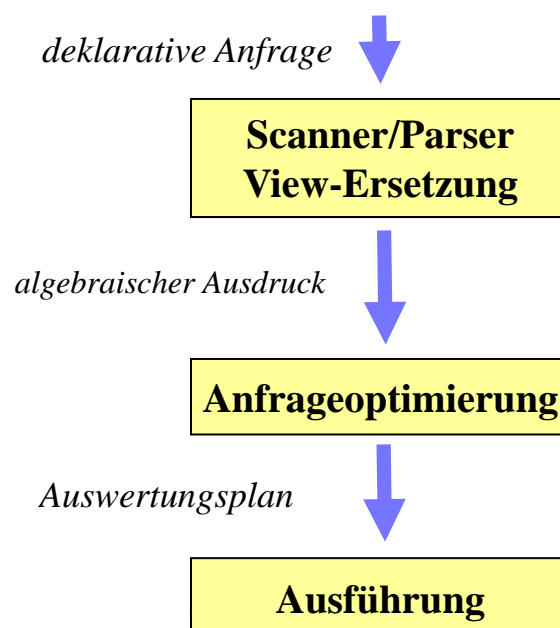 deklarative Anfrage
Scanner/Parser
View-Ersetzung
algebraischer Ausdruck
Anfrageoptimierung
Auswertungsplan
Ausführung